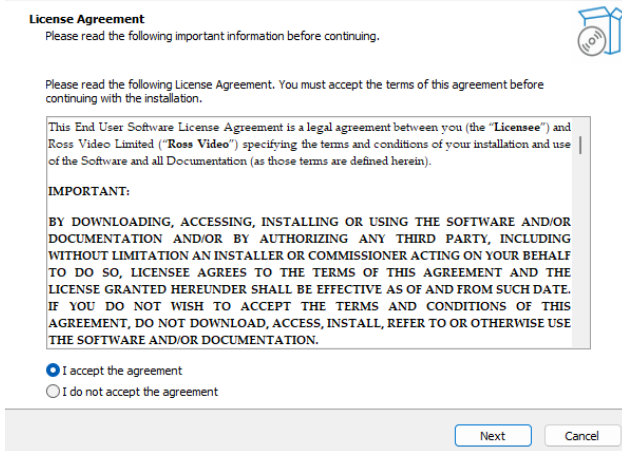 License Agreement
Please read the following important information before continuing.
Please read the following License Agreement. You must accept the terms of this agreement before
continuing with the installation.
This End User Software License Agreement is a legal agreement between you (the “Licensee”) and
Ross Video Limited (“Ross Video”) specifying the terms and conditions of your installation and use
of the Software and all Documentation (as those terms are defined herein).
IMPORTANT:
BY DOWNLOADING, ACCESSING, INSTALLING OR USING THE SOFTWARE AND/OR
DOCUMENTATION AND/OR BY AUTHORIZING ANY THIRD PARTY, INCLUDING
WITHOUT LIMITATION AN INSTALLER OR COMMISSIONER ACTING ON YOUR BEHALF
TO DO SO, LICENSEE AGREES TO THE TERMS OF THIS AGREEMENT AND THE
LICENSE GRANTED HEREUNDER SHALL BE EFFECTIVE AS OF AND FROM SUCH DATE.
IF YOU DO NOT WISH TO ACCEPT THE TERMS AND CONDITIONS OF THIS
AGREEMENT, DO NOT DOWNLOAD, ACCESS, INSTALL, REFER TO OR OTHERWISE USE
THE SOFTWARE AND/OR DOCUMENTATION.
I accept the agreement
I do not accept the agreement
Next Cancel